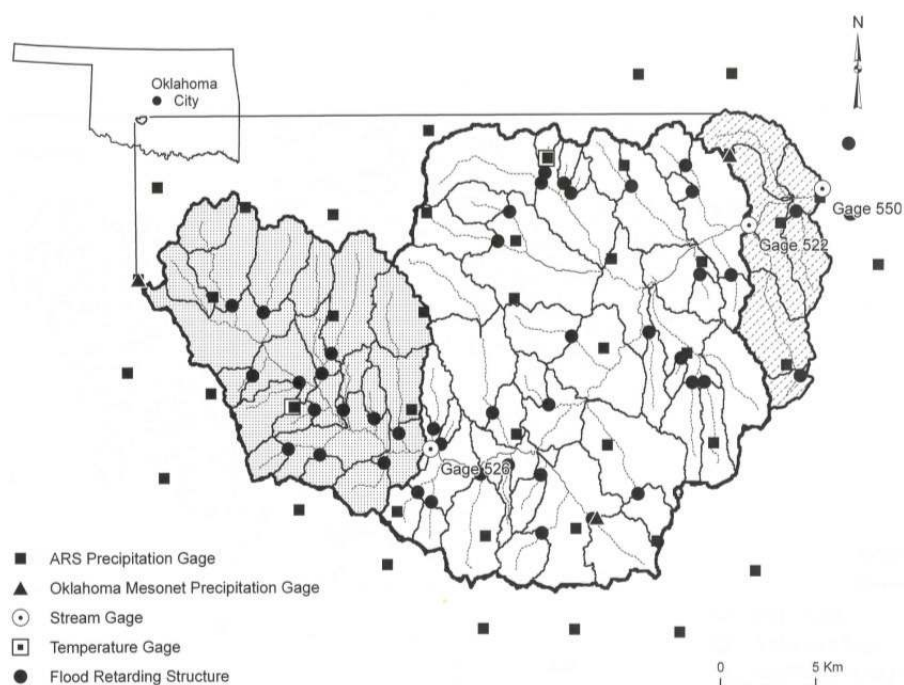 N
Oklahoma
City
Gage 550
Gage 522
Gage 526
ARS Precipitation Gage
Oklahoma Mesonet Precipitation Gage
Stream Gage
Temperature Gage
Flood Retarding Structure
0 5 Km